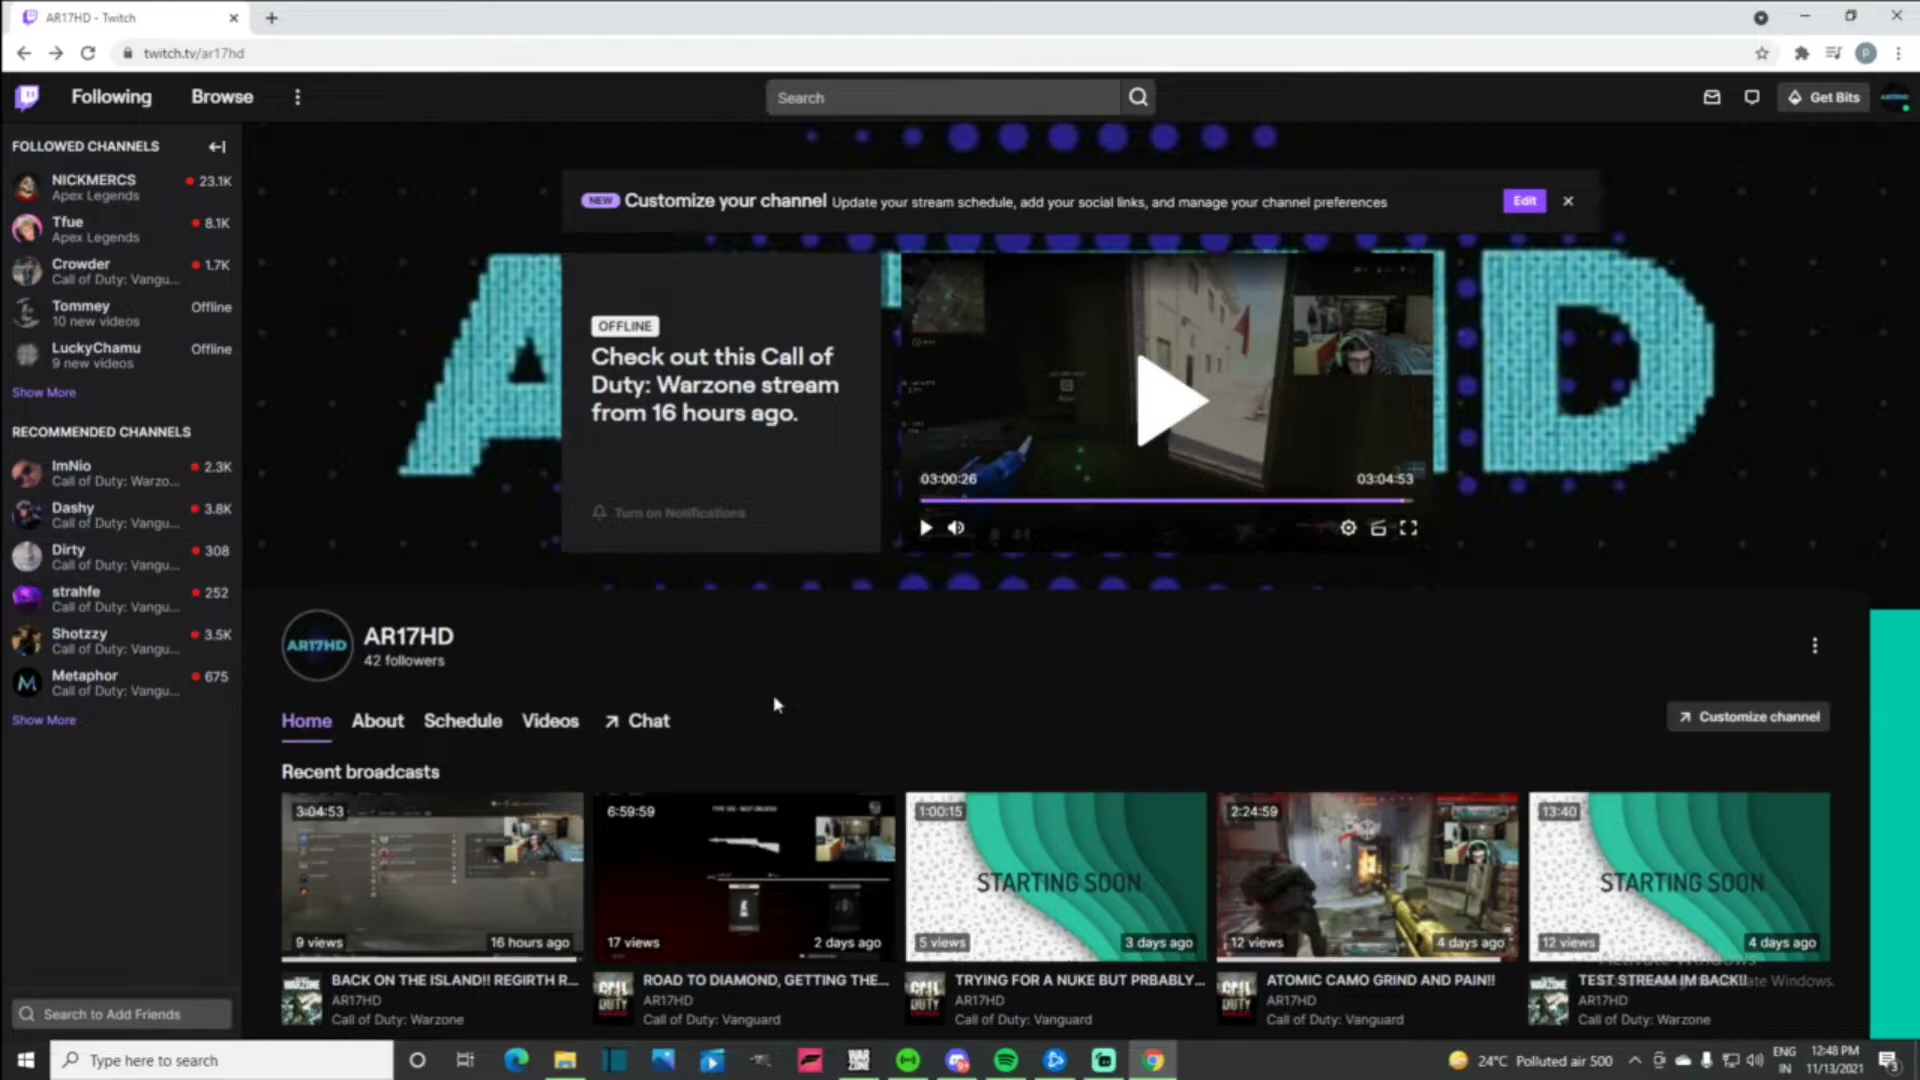 AR17HD - Twitch
twitch.tv/ar17hd
P
Following
Browse
Search
Get Bits
FOLLOWED CHANNELS
NICKMERCS
23.1K
Apex Legends
Tfue
8.1K
Apex Legends
Crowder
1.7K
Call of Duty: Vangu...
Tommey
Offline
10 new videos
LuckyChamu
Offline
9 new videos
Show More
RECOMMENDED CHANNELS
ImNio
2.3K
Call of Duty: Warzo...
Dashy
3.8K
Call of Duty: Vangu...
Dirty
308
Call of Duty: Vangu...
strahfe
252
Call of Duty: Vangu...
Shotzzy
3.5K
Call of Duty: Vangu...
Metaphor
675
Call of Duty: Vangu...
Show More
Search to Add Friends
NEW Customize your channel Update your stream schedule, add your social links, and manage your channel preferences
Edit
OFFLINE
Check out this Call of
Duty: Warzone stream
from 16 hours ago.
Turn on Notifications
03:00:26
03:04:53
AR17HD
AR17HD
42 followers
Home
About
Schedule
Videos
Chat
Customize channel
Recent broadcasts
3:04:53
9 views
16 hours ago
6:59:59
17 views
2 days ago
1:00:15
STARTING SOON
5 views
3 days ago
2:24:59
12 views
4 days ago
13:40
STARTING SOON
12 views
4 days ago
BACK ON THE ISLAND!! REGIRTH R...
AR17HD
Call of Duty: Warzone
ROAD TO DIAMOND, GETTING THE...
AR17HD
Call of Duty: Vanguard
TRYING FOR A NUKE BUT PRBABLY...
AR17HD
Call of Duty: Vanguard
ATOMIC CAMO GRIND AND PAIN!!
AR17HD
Call of Duty: Vanguard
TEST STREAM IM BACK!!
AR17HD
Call of Duty: Warzone
Type here to search
WAR
ZONE
24°C Polluted air 500
ENG
IN
12:48 PM
11/13/2021
3